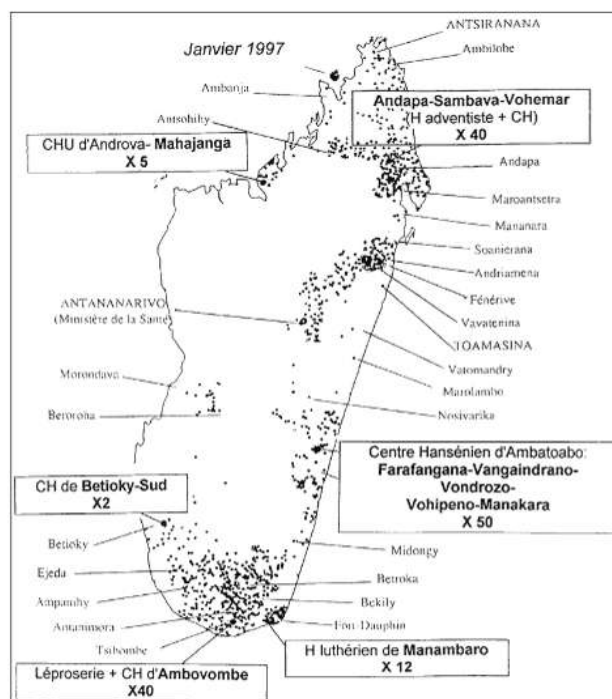 ANTSIRANANA
Janvier 1997
Ambilobe
Ambanja
Andapa-Sambava-Vohemar
(H adventiste + CH)
X 40
Antsohihy
CHU d'Androva- Mahajanga
X 5
Andapa
Maroantsetra
Mananara
Soanierana
Andriamena
Fénérive
ANTANANARIVO
(Ministère de la Santé)
Vavatenina
TOAMASINA
Vatomandry
Morondava
Marolambo
Beroroha
Nosivarika
Centre Hansénien d'Ambatoabo:
Farafangana-Vangaindrano-
Vondrozo-
Vohipeno-Manakara
X 50
CH de Betioky-Sud
X2
Betioky
Midongy
Ejeda
Betroka
Ampanihy
Bekily
Antanimora
Fort-Dauphin
Tsihombe
H luthérien de Manambaro
X 12
Léproserie + CH d'Ambovombe
X40